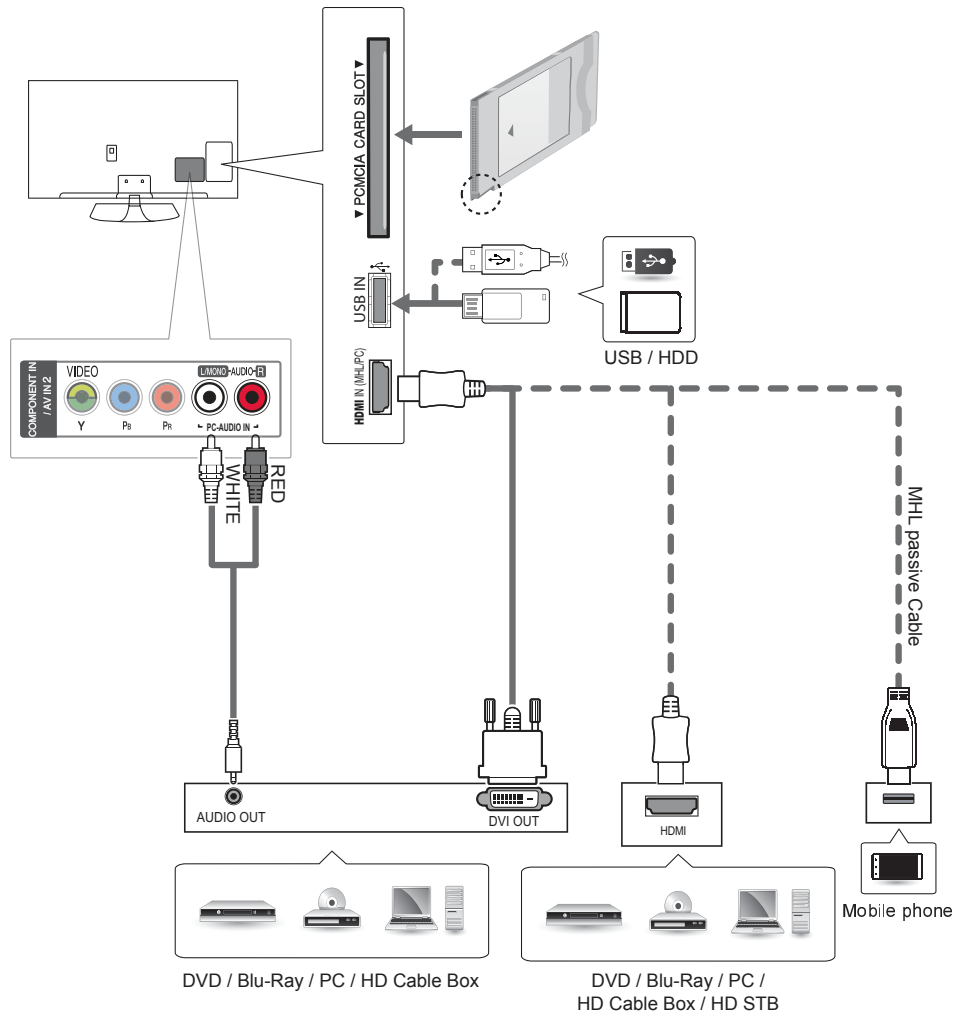 ▼ PCMCIA CARD SLOT ▼
USB IN
USB / HDD
HDMI IN (MHL/PC)
COMPONENT IN
/ AV IN 2
VIDEO
L/MONO AUDIO R
Y PB PR PC-AUDIO IN
WHITE
RED
MHL passive Cable
AUDIO OUT
DVI OUT
HDMI
Mobile phone
DVD / Blu-Ray / PC / HD Cable Box
DVD / Blu-Ray / PC /
HD Cable Box / HD STB